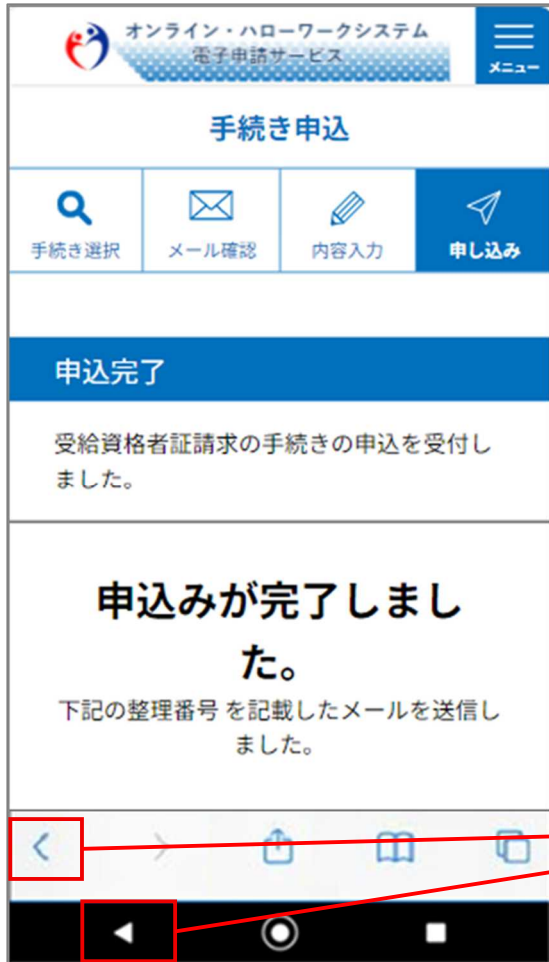 オンライン・ハローワークシステム
電子申請サービス
メニュー
手続き申込
手続き選択
メール確認
内容入力
申し込み
申込完了
受給資格者証請求の手続きの申込を受付し
ました。
申込みが完了しまし
た。
下記の整理番号 を記載したメールを送信し
ました。